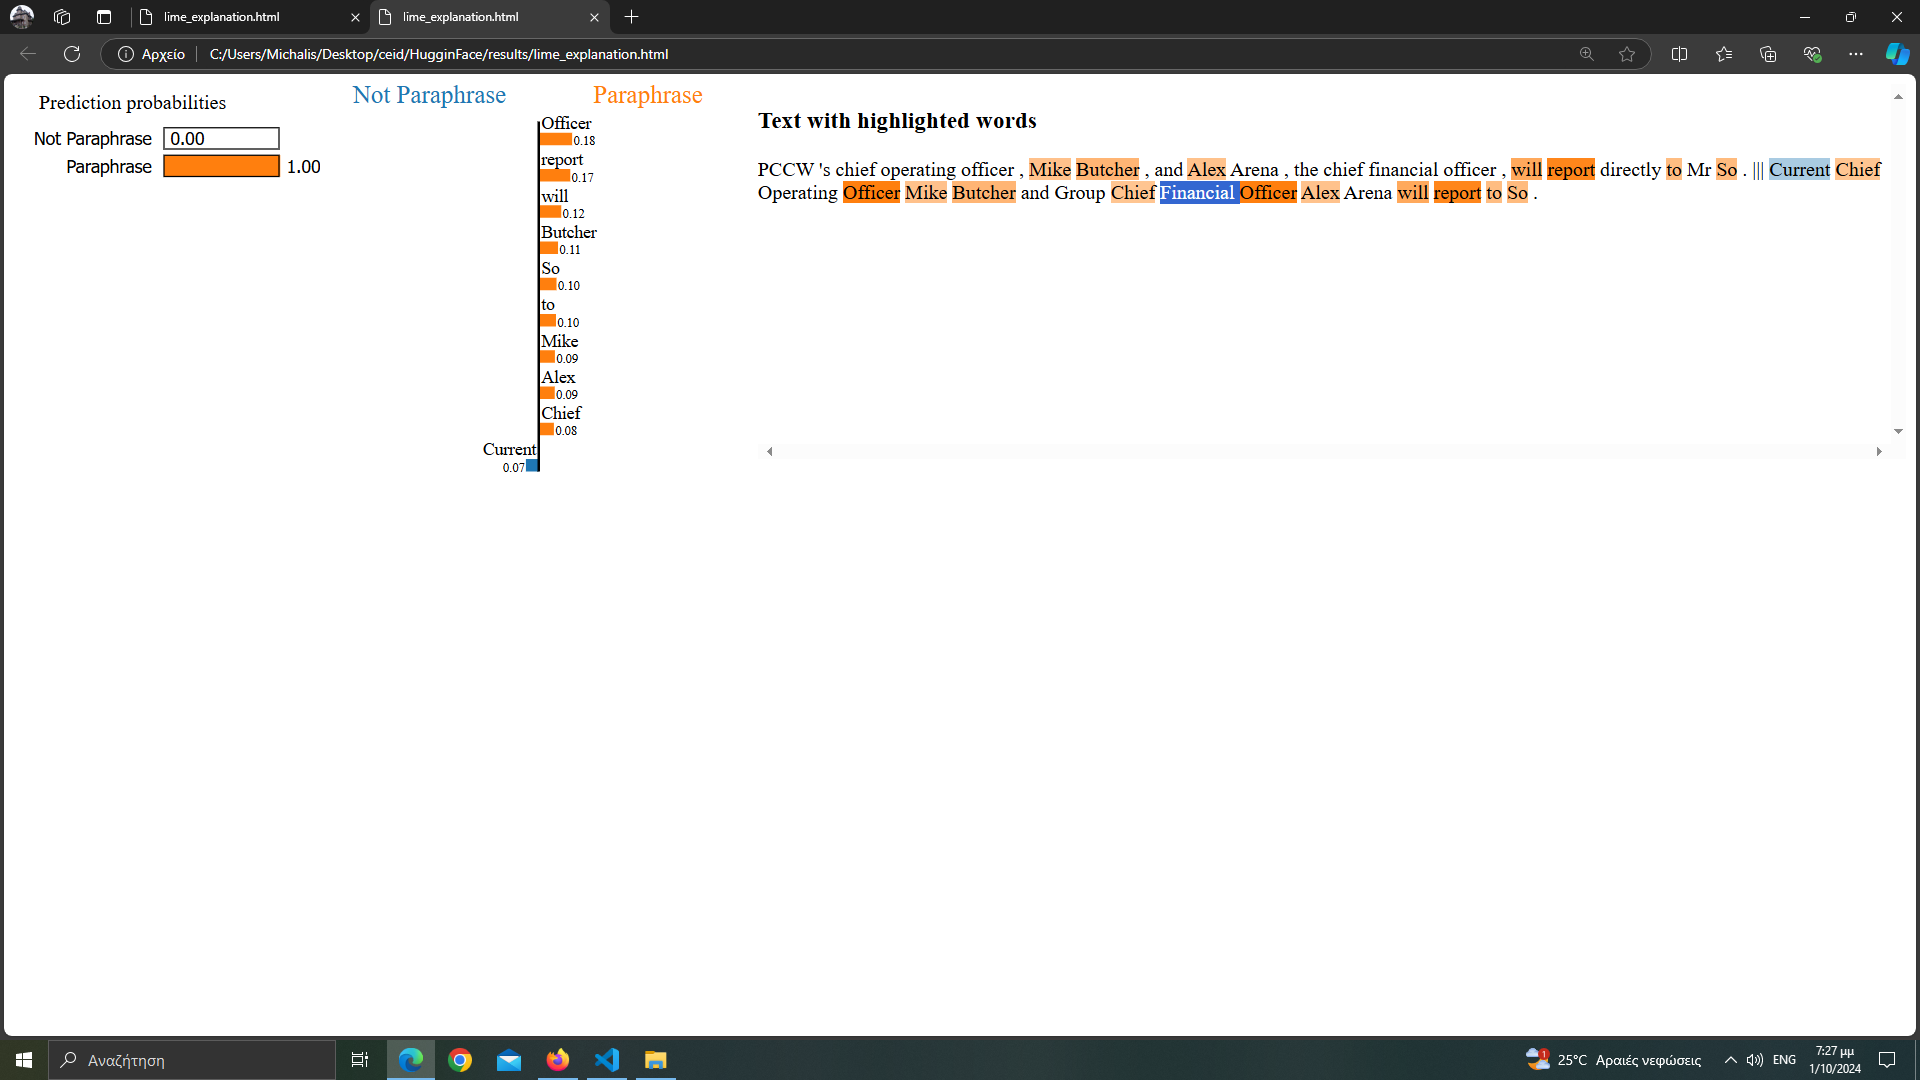 lime_explanation.html
lime_explanation.html
Αρχείο
C:/Users/Michalis/Desktop/ceid/HugginFace/results/lime_explanation.html
Prediction probabilities
Not Paraphrase 0.00
Paraphrase 1.00
Not Paraphrase Paraphrase
Officer
0.18
report
0.17
will
0.12
Butcher
0.11
So
0.10
to
0.10
Mike
0.09
Alex
0.09
Chief
0.08
Current
0.07
Text with highlighted words
PCCW 's chief operating officer , Mike Butcher , and Alex Arena , the chief financial officer , will report directly to Mr So . ||| Current Chief
Operating Officer Mike Butcher and Group Chief Financial Officer Alex Arena will report to So .
Αναζήτηση
1
25°C Αραιές νεφώσεις
ENG
7:27 μμ
1/10/2024